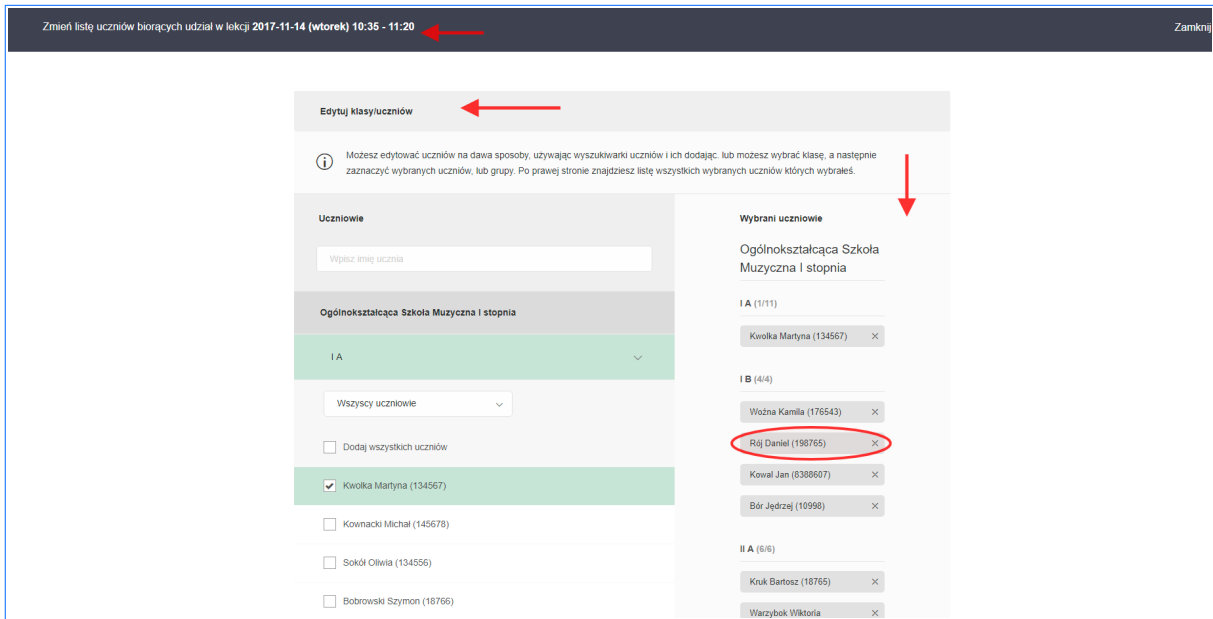 Zmień listę uczniów biorących udział w lekcji 2017-11-14 (wtorek) 10:35 - 11:20
Zamknij
Edytuj klasy/uczniów
Możesz edytować uczniów na dawa sposoby, używając wyszukiwarki uczniów i ich dodając. lub możesz wybrać klasę, a następnie
zaznaczyć wybranych uczniów, lub grupy. Po prawej stronie znajdziesz listę wszystkich wybranych uczniów których wybrałeś.
Uczniowie
Wpisz imię ucznia
Ogólnokształcąca Szkoła Muzyczna I stopnia
I A
Wszyscy uczniowie
Dodaj wszystkich uczniów
Kwolka Martyna (134567)
Kownacki Michał (145678)
Sokół Oliwia (134556)
Bobrowski Szymon (18766)
Wybrani uczniowie
Ogólnokształcąca Szkoła
Muzyczna I stopnia
I A (1/11)
Kwolka Martyna (134567)
I B (4/4)
Woźna Kamila (176543)
Rój Daniel (198765)
Kowal Jan (8388607)
Bór Jędrzej (10998)
II A (6/6)
Kruk Bartosz (18765)
Warzybok Wiktoria